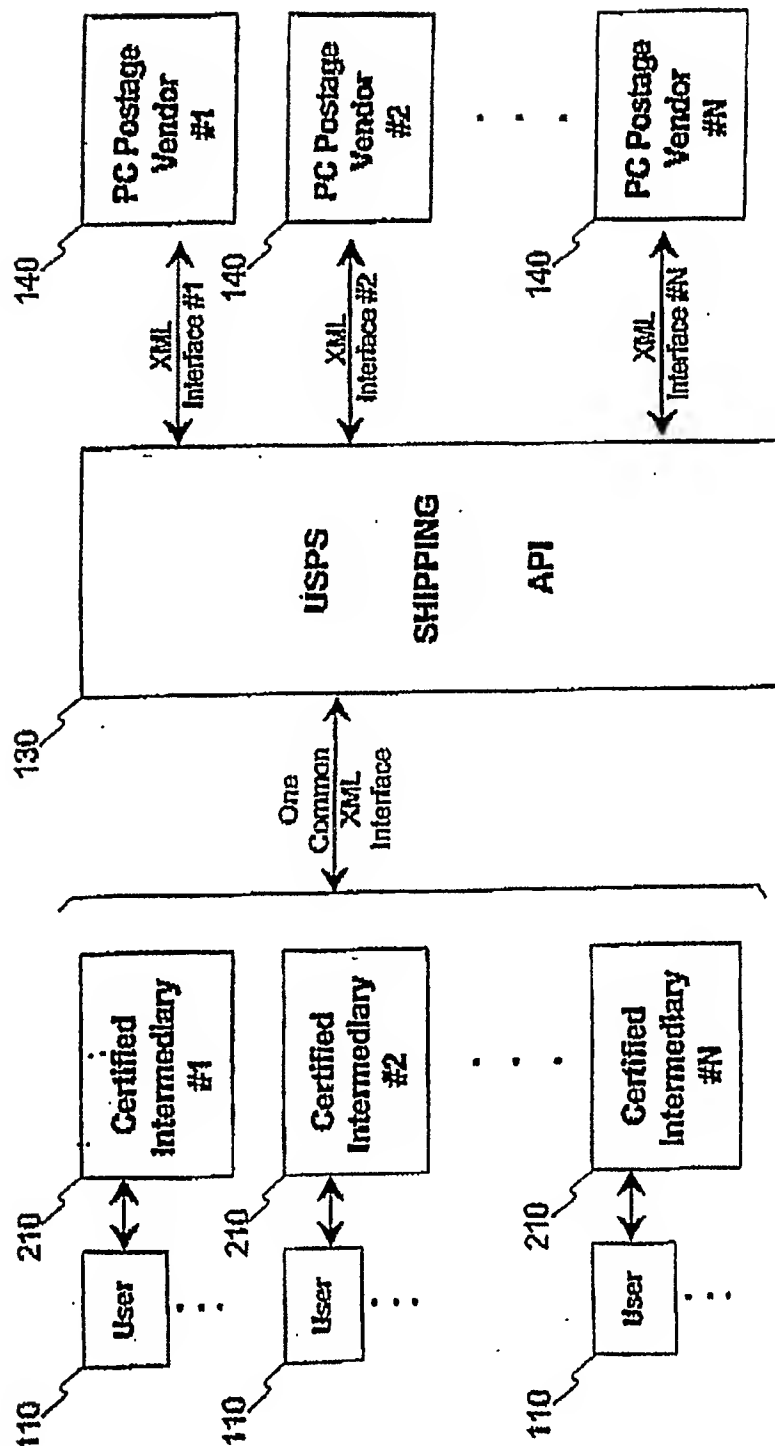 110
User
210
Certified
Intermediary
#1
110
User
210
Certified
Intermediary
#2
110
User
210
Certified
Intermediary
#N
One
Common
XML
Interface
130
USPS
SHIPPING
API
XML
Interface #1
140
PC Postage
Vendor
#1
XML
Interface #2
140
PC Postage
Vendor
#2
XML
Interface #N
140
PC Postage
Vendor
#N